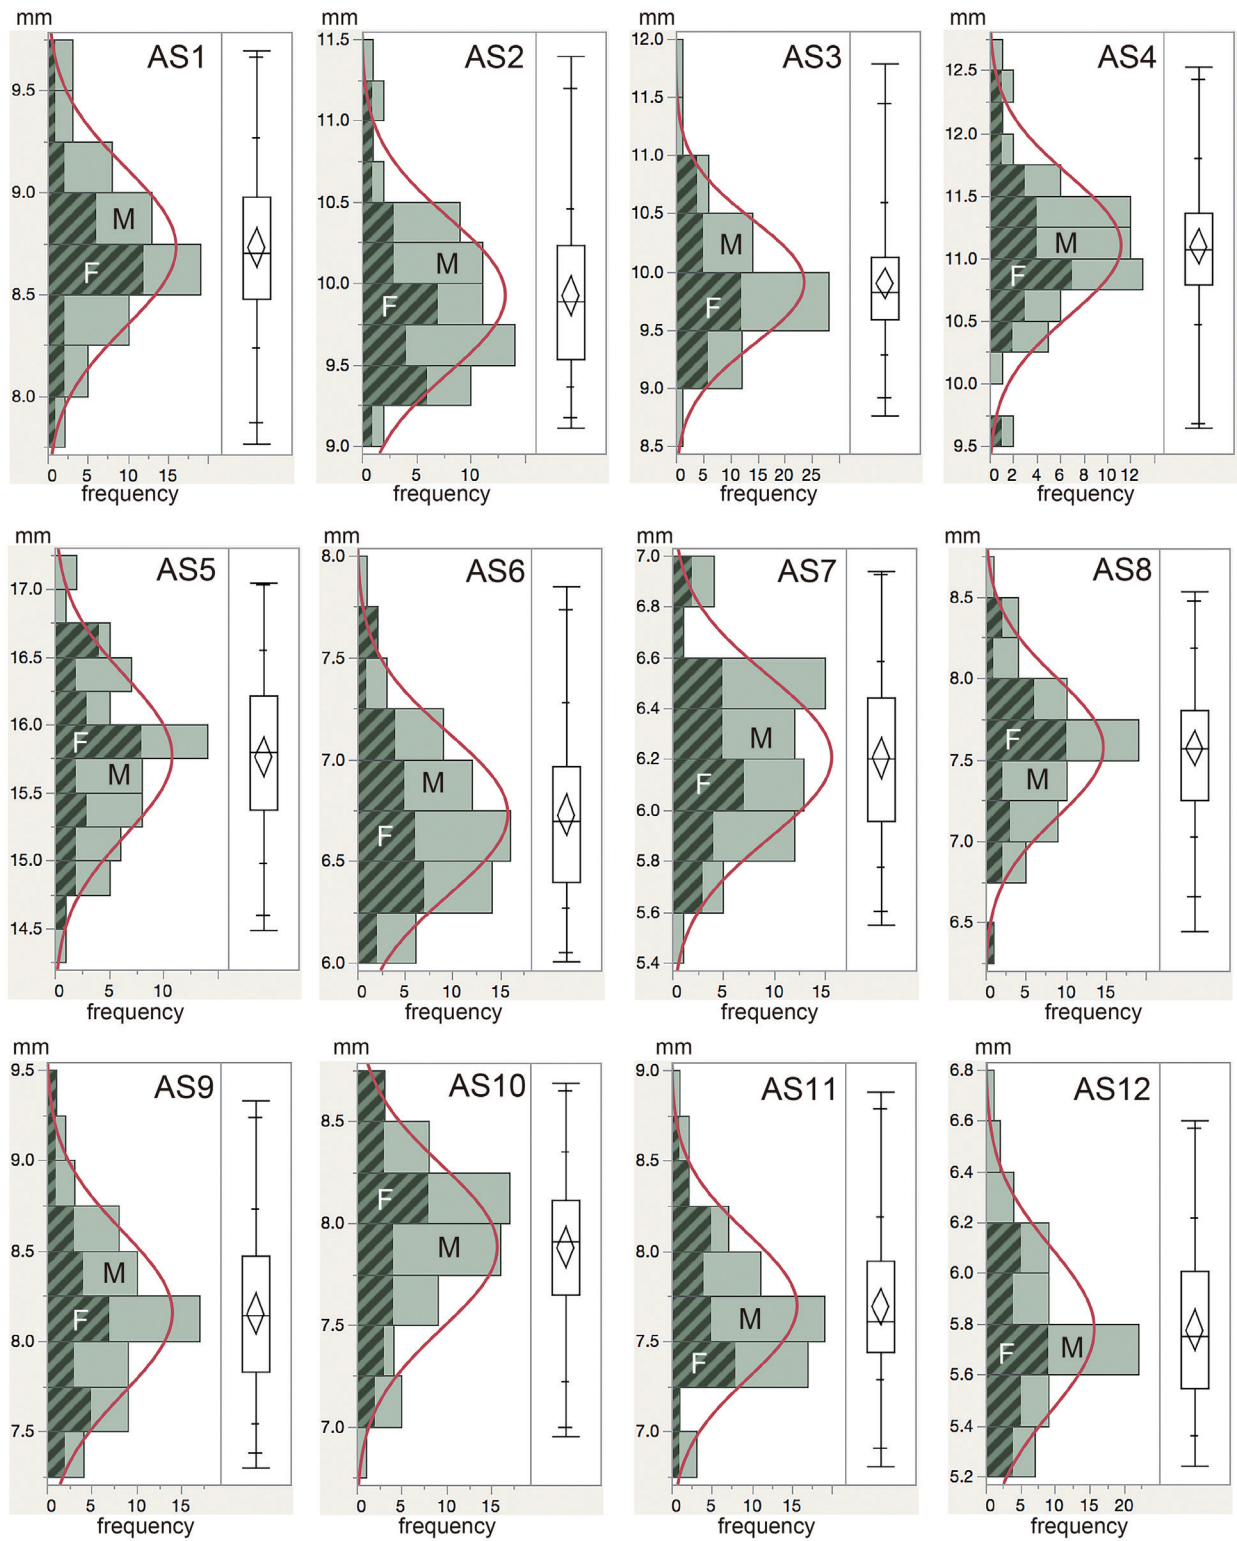 mm mm mm mm
AS1
9.5
9.0
M
F
8.5
8.0
0 5 10 15
frequency
AS2
11.5
11.0
10.5
M
10.0
F
9.5
9.0
0 5 10
frequency
AS3
12.0
11.5
11.0
10.5
M
10.0
F
9.5
9.0
8.5
0 5 10 15 20 25
frequency
AS4
12.5
12.0
11.5
M
11.0
F
10.5
10.0
9.5
0 2 4 6 8 10 12
frequency
mm mm mm mm
AS5
17.0
16.5
16.0
F
M
15.5
15.0
14.5
0 5 10
frequency
AS6
8.0
7.5
7.0
M
F
6.5
6.0
0 5 10 15
frequency
AS7
7.0
6.8
6.6
6.4
M
6.2
F
6.0
5.8
5.6
5.4
0 5 10 15
frequency
AS8
8.5
8.0
F
7.5
M
7.0
6.5
0 5 10 15
frequency
mm mm mm mm
AS9
9.5
9.0
8.5
M
F
8.0
7.5
0 5 10 15
frequency
AS10
8.5
F
8.0
M
7.5
7.0
0 5 10 15
frequency
AS11
9.0
8.5
8.0
M
7.5
F
7.0
0 5 10 15
frequency
AS12
6.8
6.6
6.4
6.2
6.0
5.8
F M
5.6
5.4
5.2
0 5 10 15 20
frequency